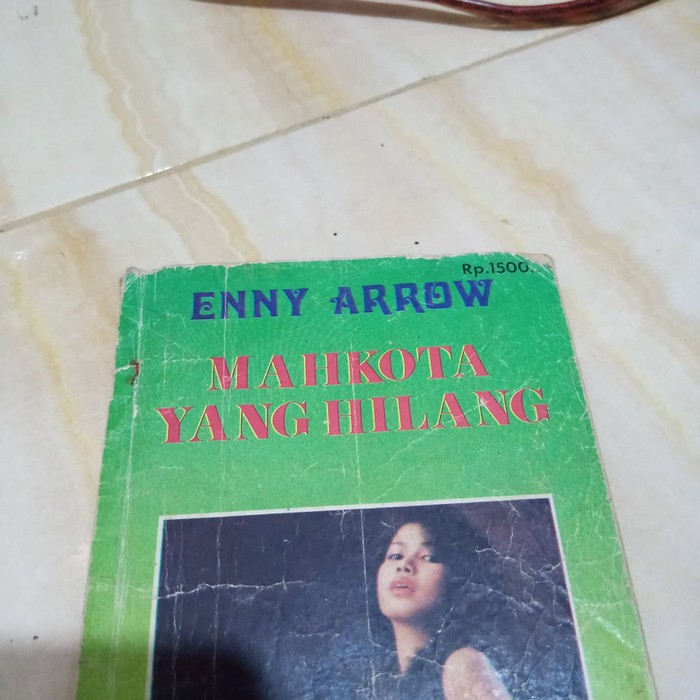 Rp.1500,
ENNY ARROW
MAHKOTA
YANG HILANG